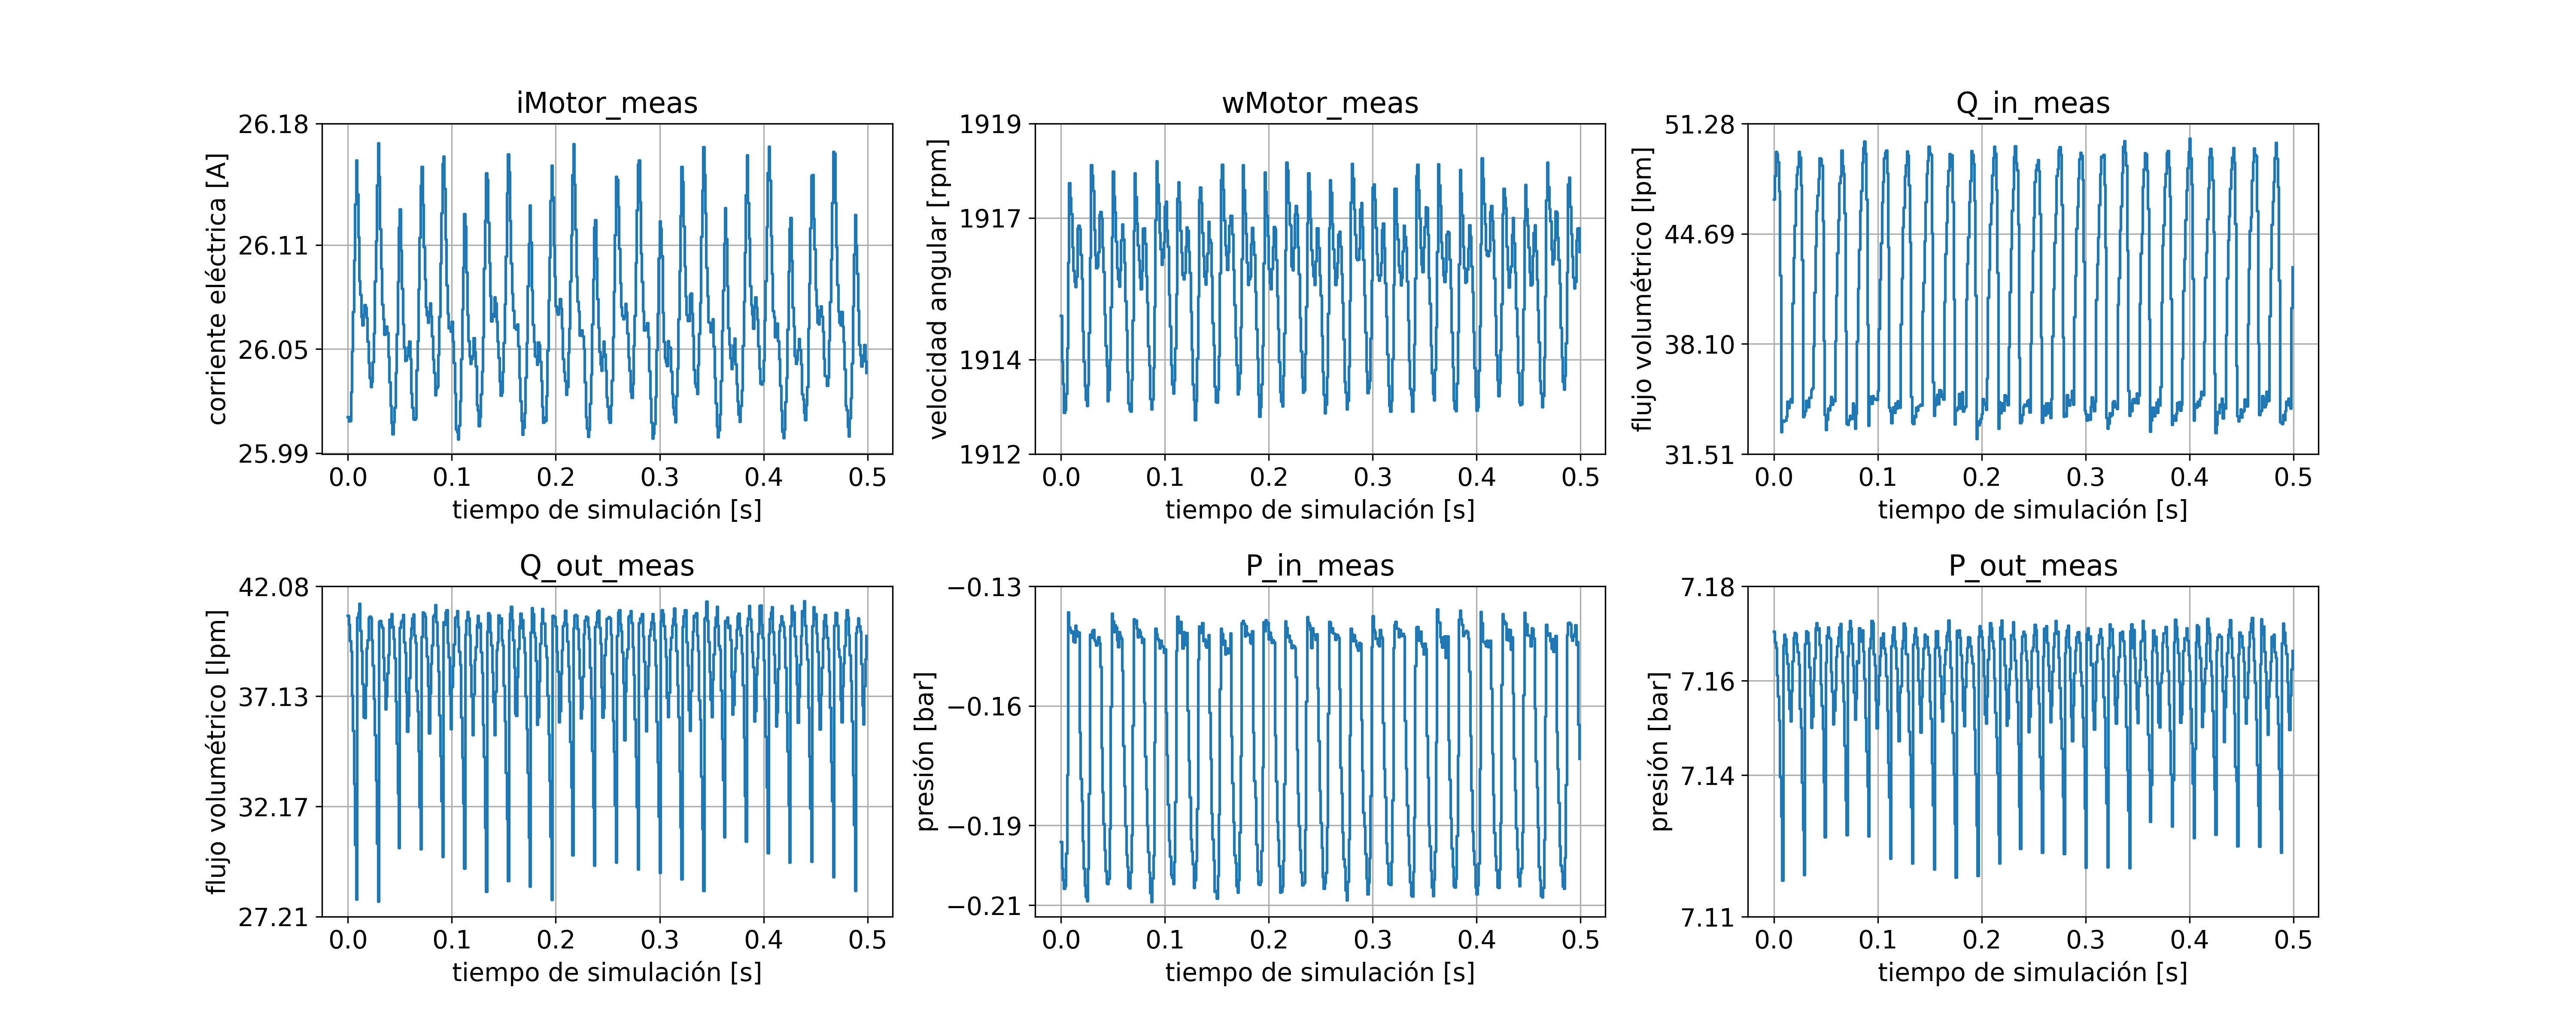 iMotor_meas
26.18
26.11
26.05
25.99
corriente eléctrica [A]
0.0 0.1 0.2 0.3 0.4 0.5
tiempo de simulación [s]
wMotor_meas
1919
1917
1914
1912
velocidad angular [rpm]
0.0 0.1 0.2 0.3 0.4 0.5
tiempo de simulación [s]
Q_in_meas
51.28
44.69
38.10
31.51
flujo volumétrico [lpm]
0.0 0.1 0.2 0.3 0.4 0.5
tiempo de simulación [s]
Q_out_meas
42.08
37.13
32.17
27.21
flujo volumétrico [lpm]
0.0 0.1 0.2 0.3 0.4 0.5
tiempo de simulación [s]
P_in_meas
−0.13
−0.16
−0.19
−0.21
presión [bar]
0.0 0.1 0.2 0.3 0.4 0.5
tiempo de simulación [s]
P_out_meas
7.18
7.16
7.14
7.11
presión [bar]
0.0 0.1 0.2 0.3 0.4 0.5
tiempo de simulación [s]